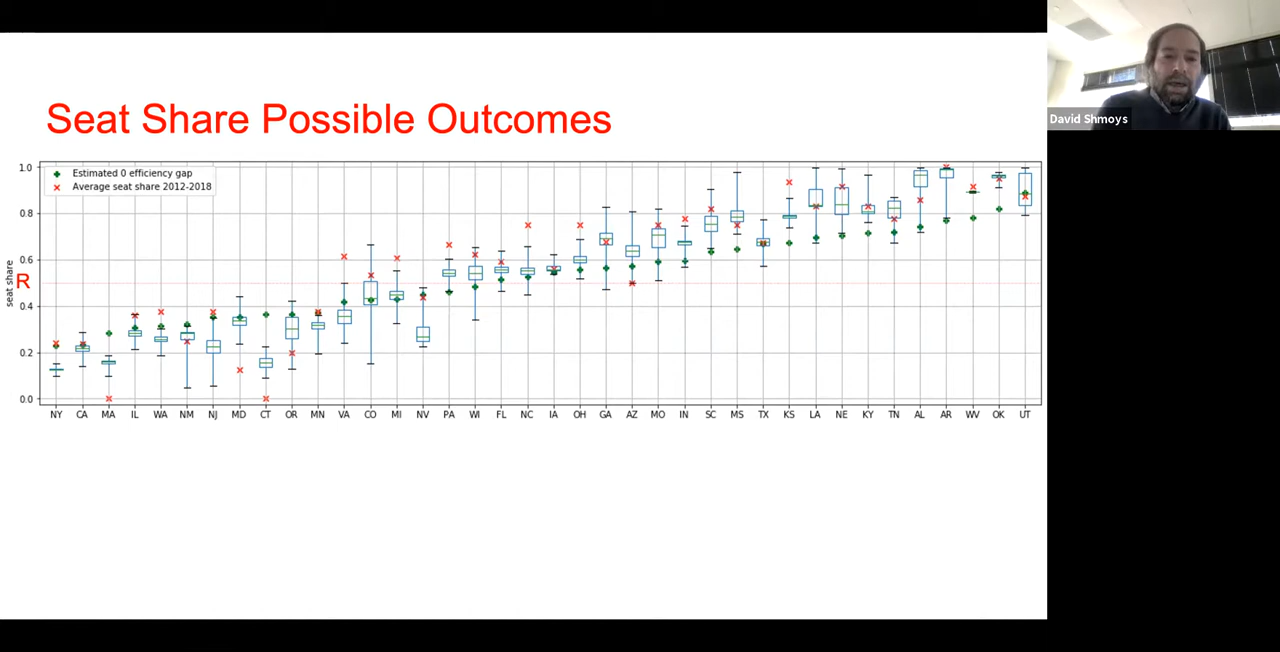 Seat Share Possible Outcomes
David Shmoys
1.0
0.8
0.6
0.4
0.2
0.0
seat share
R
Estimated 0 efficiency gap
Average seat share 2012-2018
NY CA MA IL WA NM NJ MD CT OR MN VA CO MI NV PA WI FL NC IA OH GA AZ MO IN SC MS TX KS LA NE KY TN AL AR WV OK UT